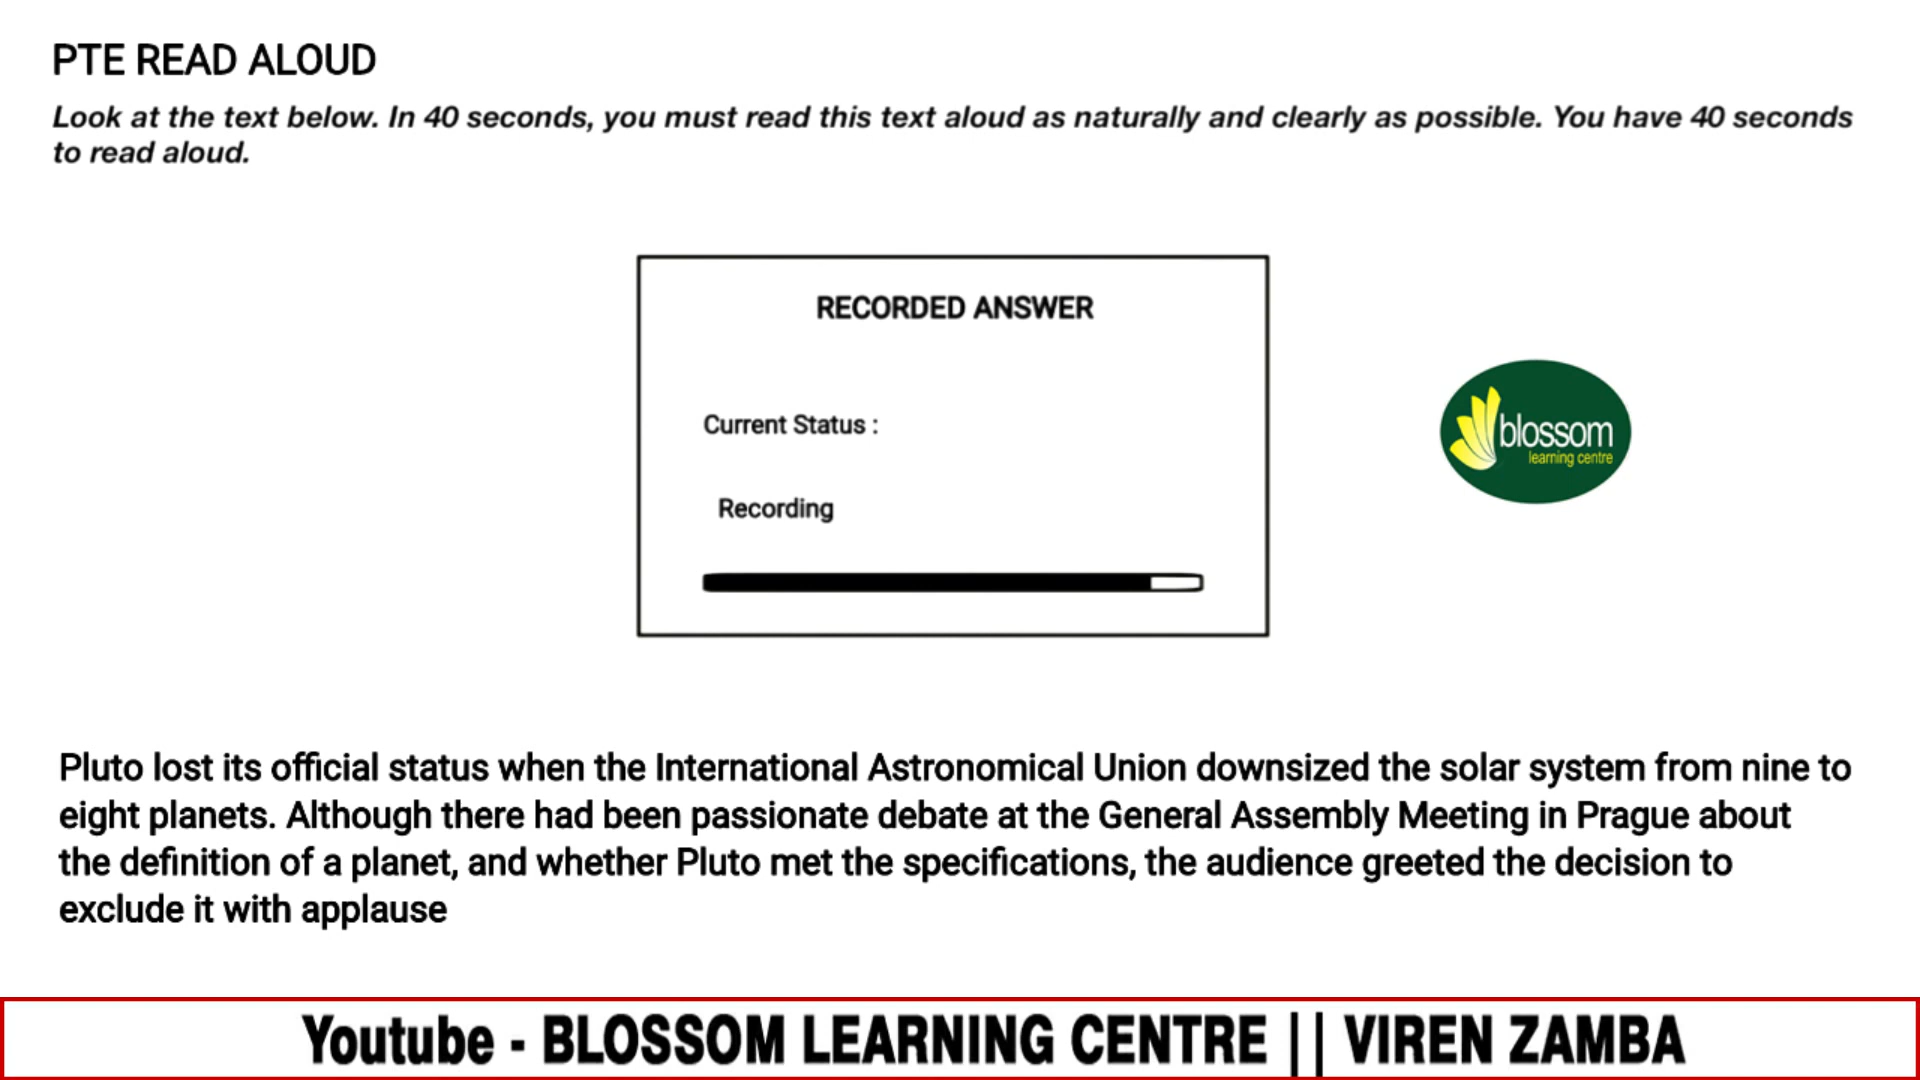 PTE READ ALOUD
Look at the text below. In 40 seconds, you must read this text aloud as naturally and clearly as possible. You have 40 seconds
to read aloud.
RECORDED ANSWER
Current Status :
Recording
blossom
learning centre
Pluto lost its official status when the International Astronomical Union downsized the solar system from nine to
eight planets. Although there had been passionate debate at the General Assembly Meeting in Prague about
the definition of a planet, and whether Pluto met the specifications, the audience greeted the decision to
exclude it with applause
Youtube - BLOSSOM LEARNING CENTRE || VIREN ZAMBA